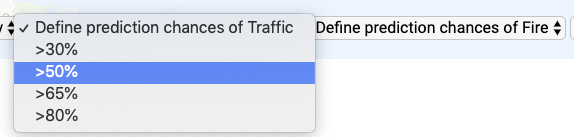 ✓ Define prediction chances of Traffic Define prediction chances of Fire
>30%
>50%
>65%
>80%